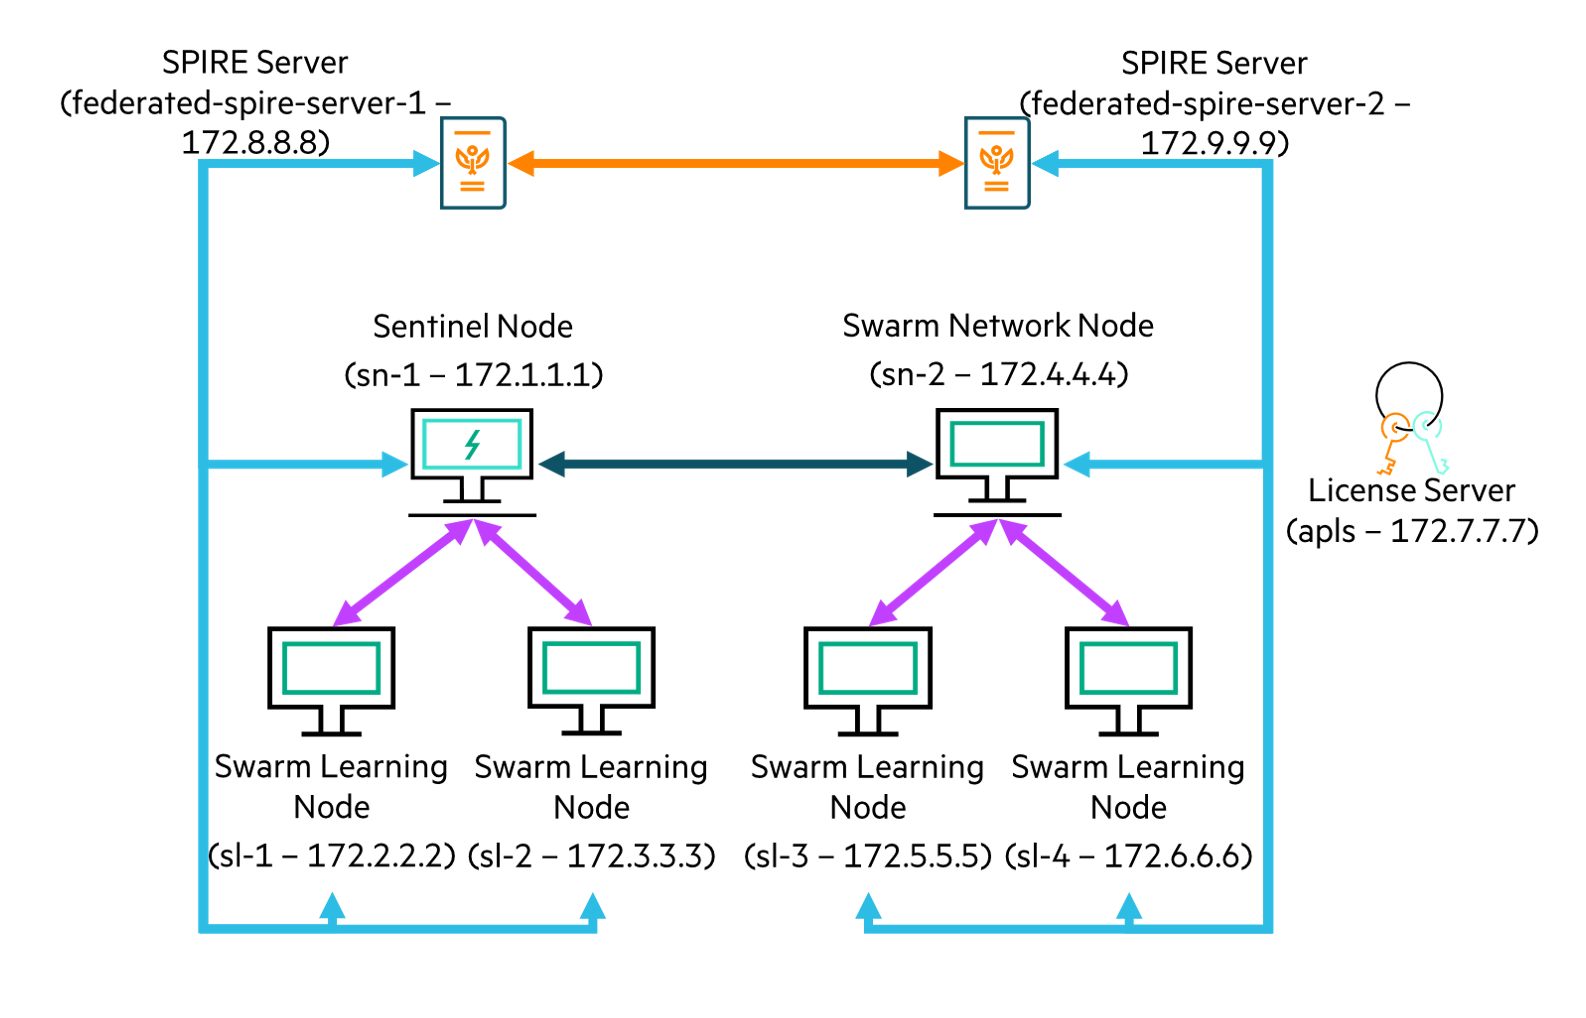 SPIRE Server
(federated-spire-server-1 –
172.8.8.8)
SPIRE Server
(federated-spire-server-2 –
172.9.9.9)
Sentinel Node
(sn-1 – 172.1.1.1)
Swarm Network Node
(sn-2 – 172.4.4.4)
License Server
(apls – 172.7.7.7)
Swarm Learning
Node
(sl-1 – 172.2.2.2)
Swarm Learning
Node
(sl-2 – 172.3.3.3)
Swarm Learning
Node
(sl-3 – 172.5.5.5)
Swarm Learning
Node
(sl-4 – 172.6.6.6)